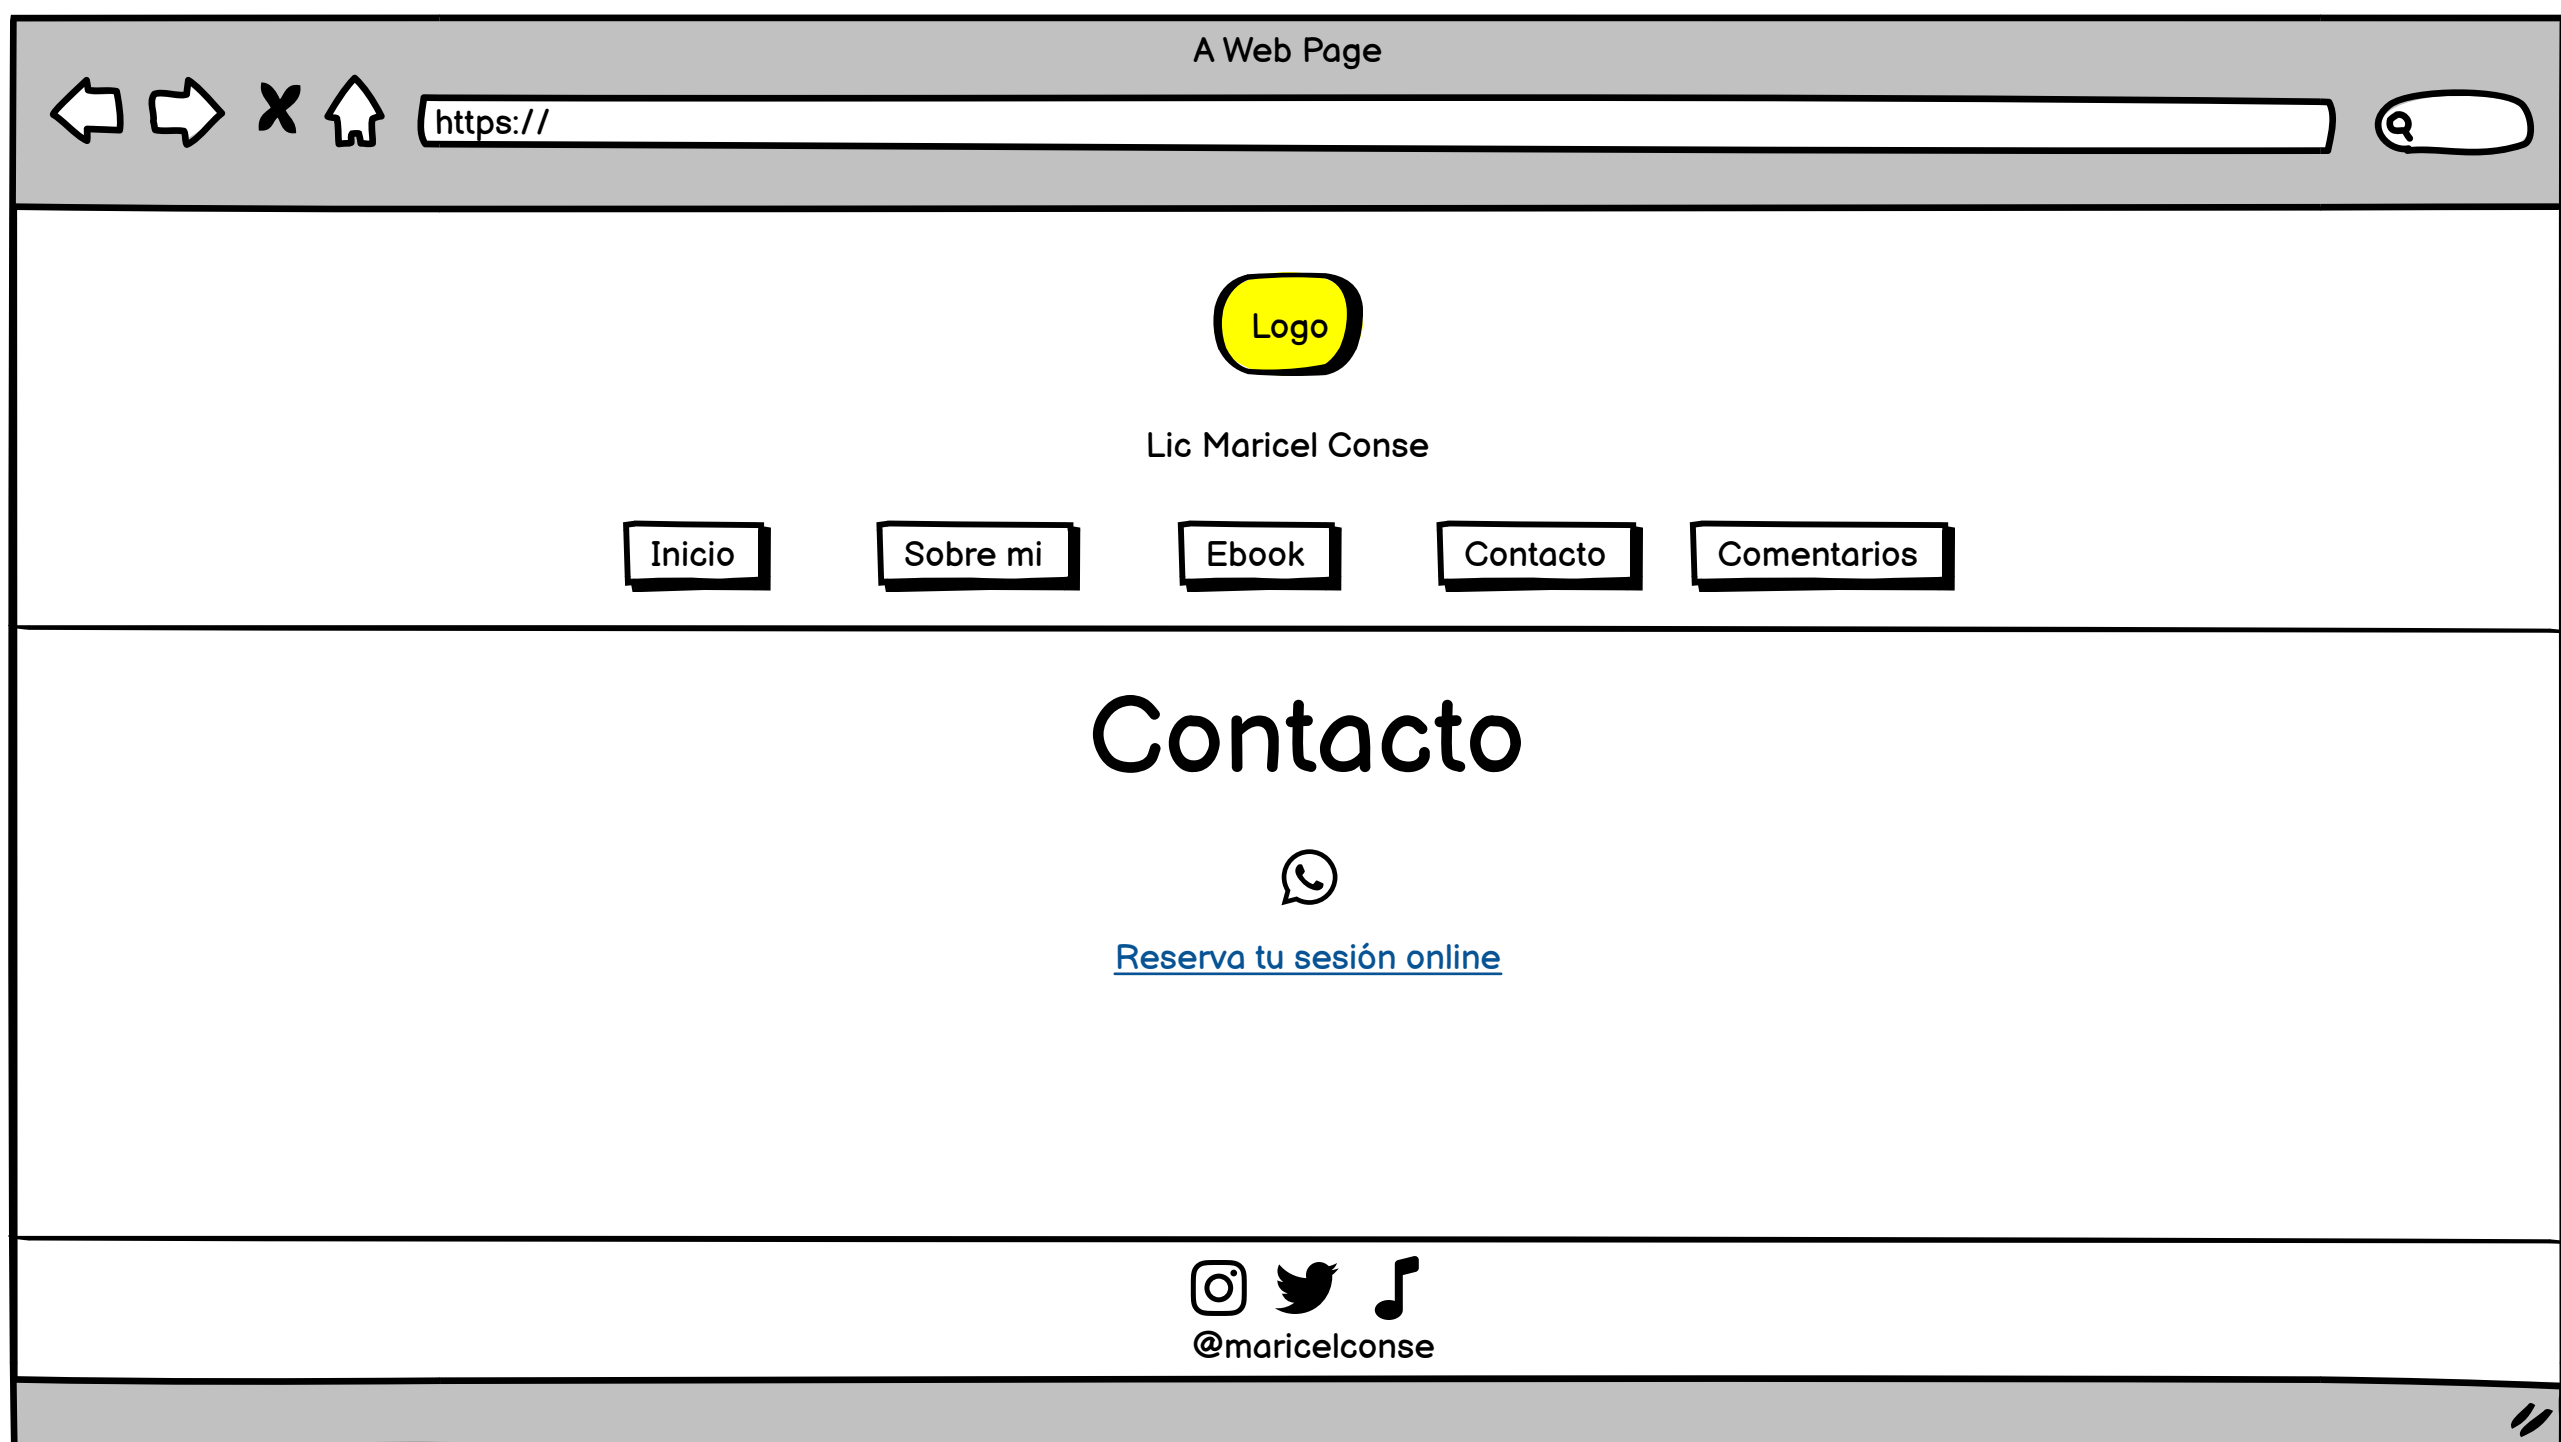 A Web Page
https://
Logo
Lic Maricel Conse
Inicio Sobre mi Ebook Contacto Comentarios
Contacto
Reserva tu sesión online
@maricelconse